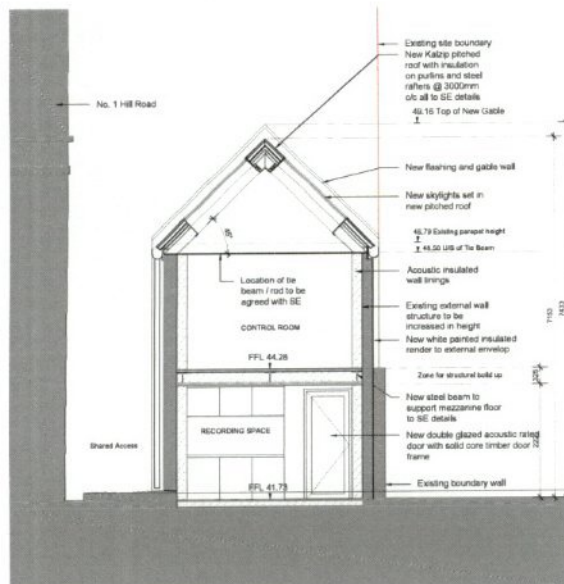 Existing site boundary
New Kalzip pitched
roof with insulation
on purlins and steel
rafters @ 3000mm
c/c all to SE details
No. 1 Hill Road
49.16 Top of New Gable
New flashing and gable wall
New skylights set in
new pitched roof
46.79 Existing parapet height
46.50 U/S of Tie Beam
Location of tie
beam / rod to be
agreed with SE
Acoustic insulated
wall linings
CONTROL ROOM
Existing external wall
structure to be
increased in height
7153
7433
New white painted insulated
render to external envelop
FFL 44.26
Zone for structural build up
New steel beam to
support mezzanine floor
to SE details
RECORDING SPACE
New double glazed acoustic rated
door with solid core timber door
frame
Shared Access
Existing boundary wall
FFL 41.73